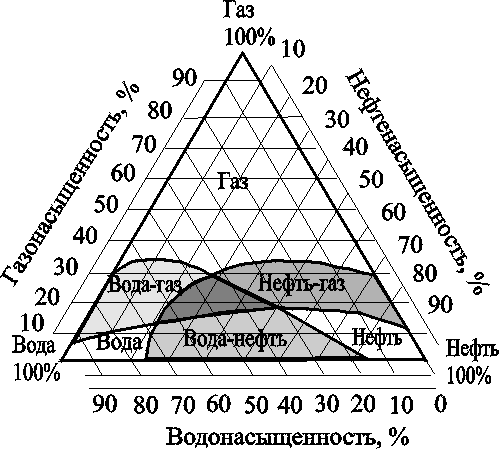 Газ
100%
10
20
30
40
50
60
70
80
90
Нефтенасыщенность, %
90
80
70
60
50
40
30
20
10
Газонасыщенность, %
Газ
Вода-газ
Нефть-газ
Вода
Вода-нефть
Нефть
Вода
100%
Нефть
100%
90 80 70 60 50 40 30 20 10 0
Водонасыщенность, %